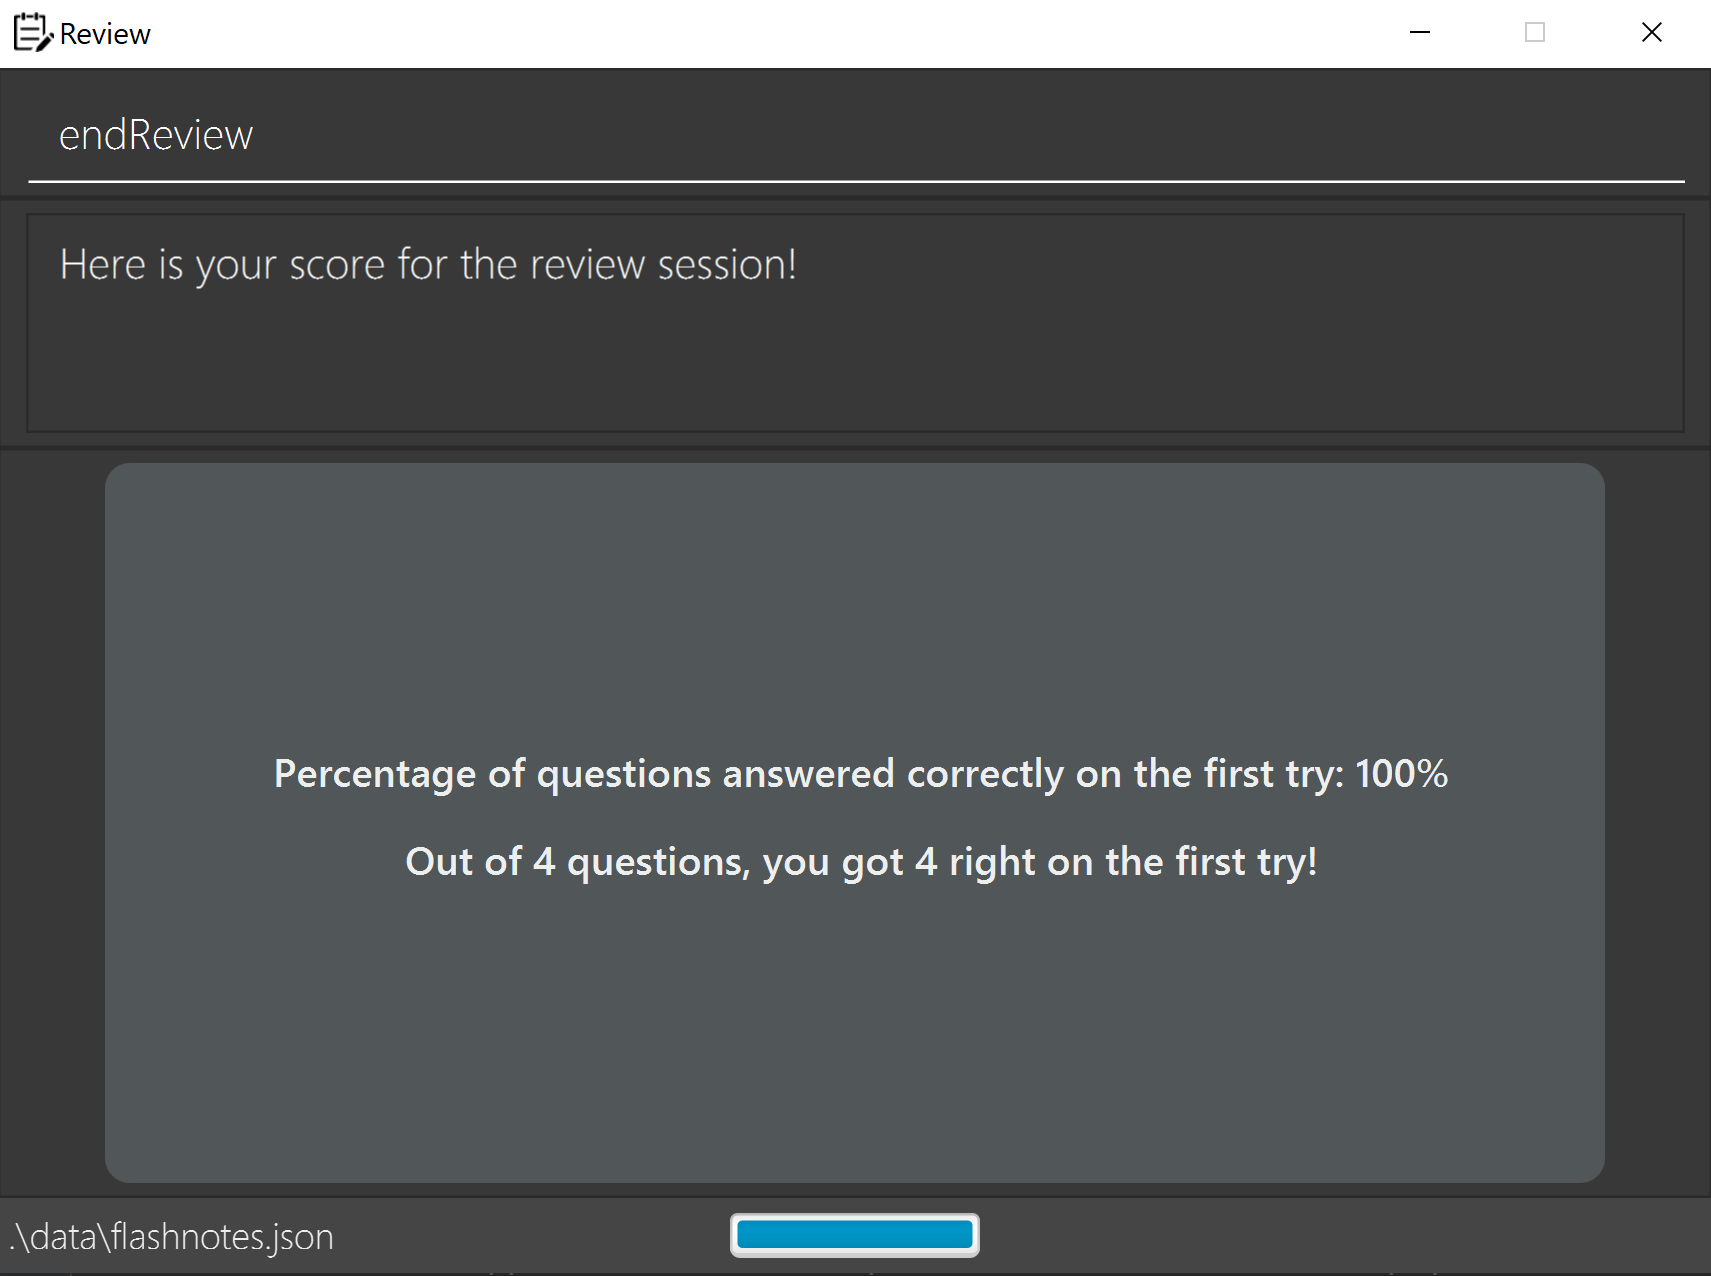 Review
endReview
Here is your score for the review session!
Percentage of questions answered correctly on the first try: 100%
Out of 4 questions, you got 4 right on the first try!
.\data\flashnotes.json